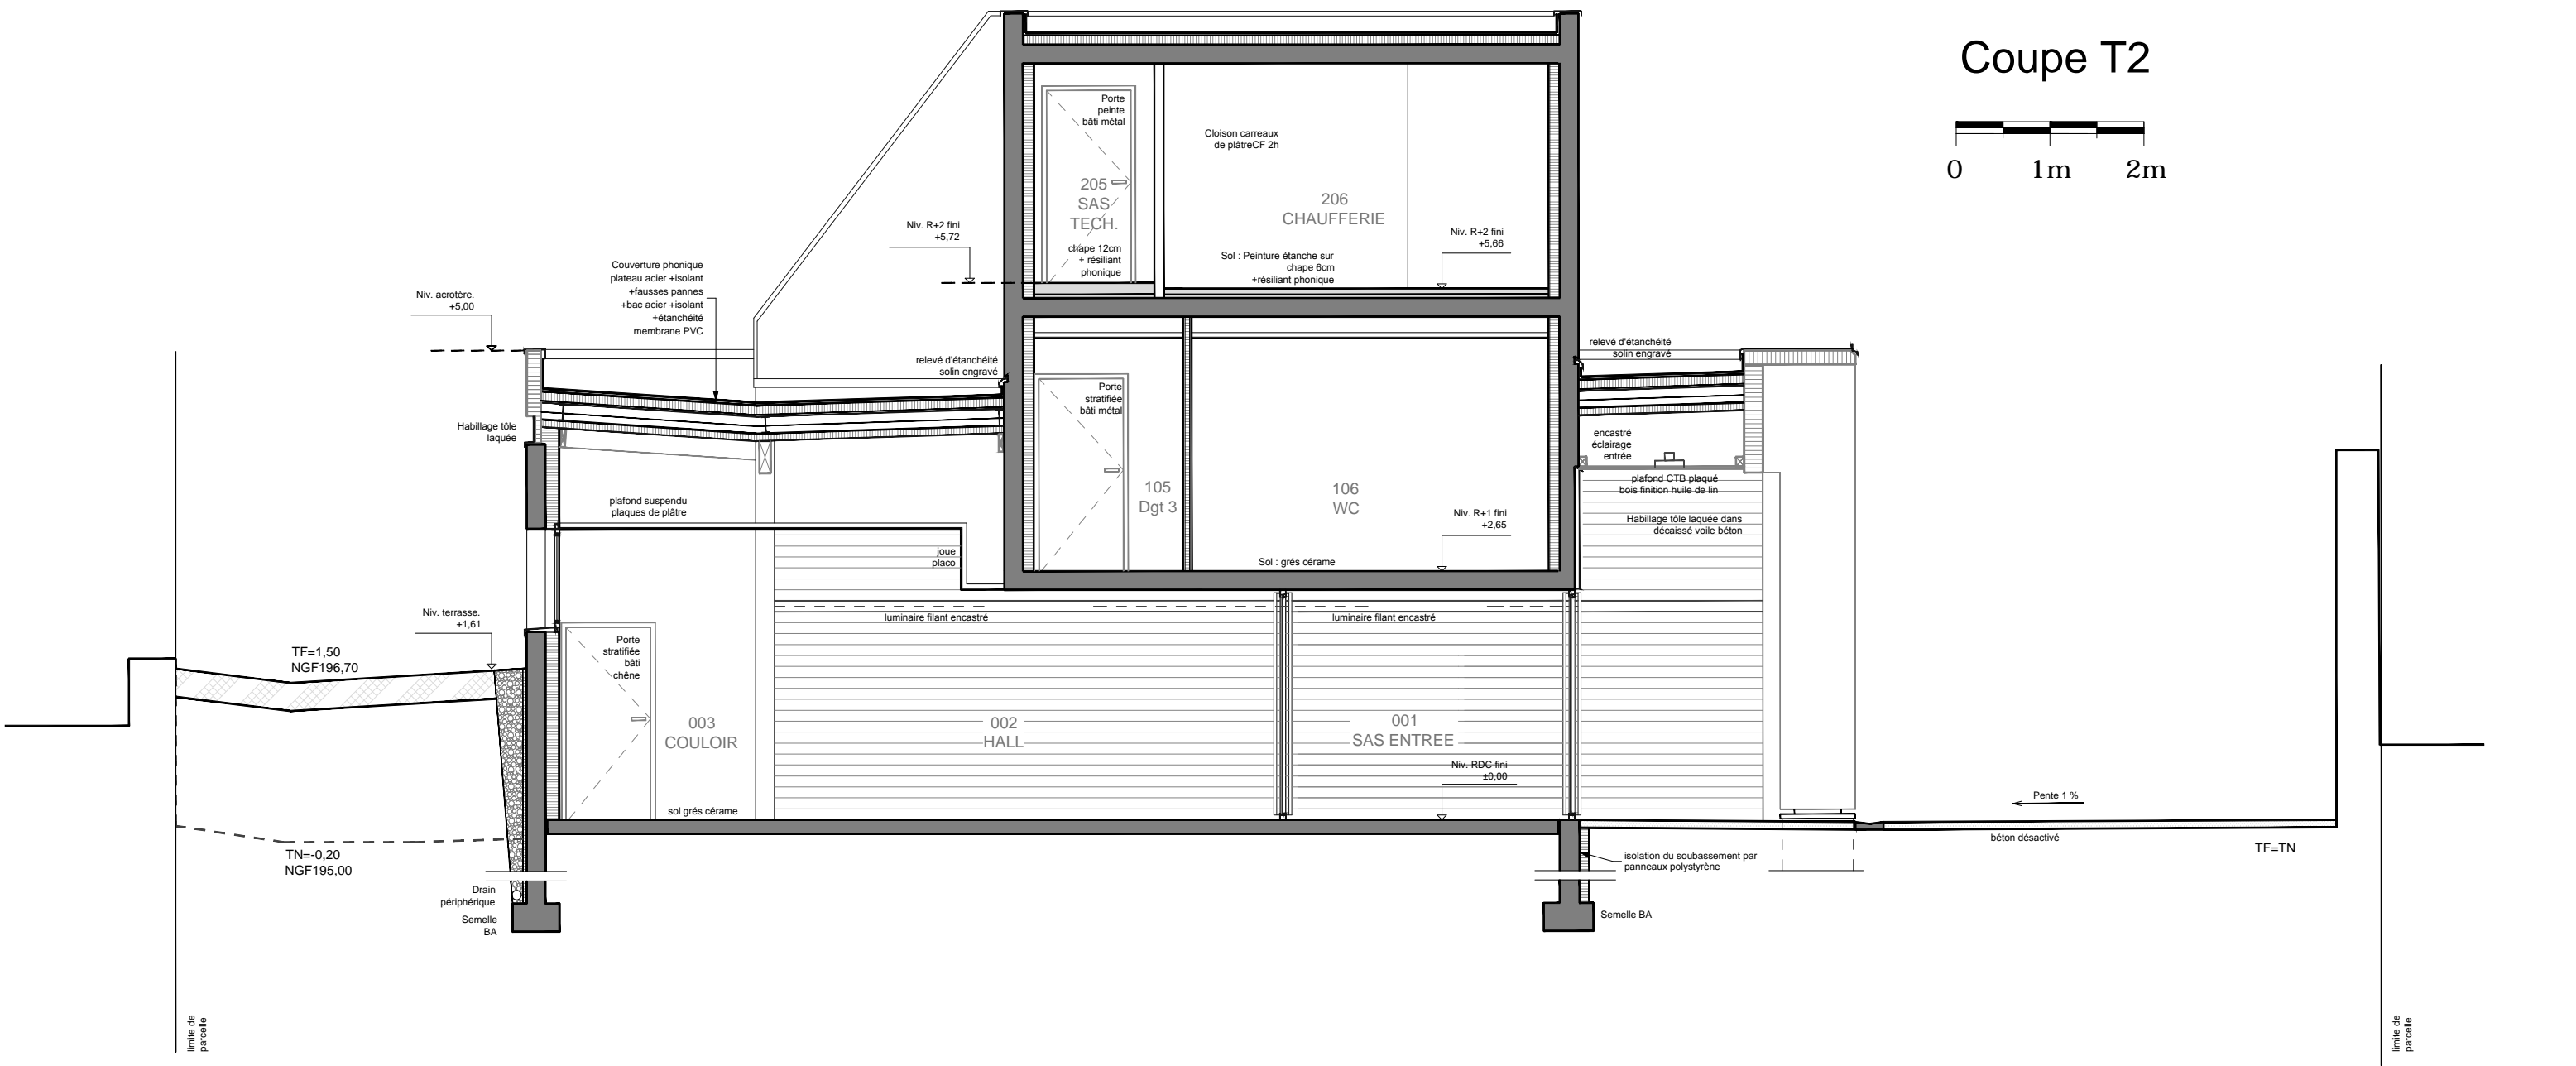 Coupe T2
0 1m 2m
Porte
peinte
bâti métal
Cloison carreaux
de plâtreCF 2h
205
SAS
TECH.
206
CHAUFFERIE
Niv. R+2 fini
+5,72
Niv. R+2 fini
+5,66
chape 12cm
+ résiliant
phonique
Sol : Peinture étanche sur
chape 6cm
+résiliant phonique
Couverture phonique
plateau acier +isolant
+fausses pannes
+bac acier +isolant
+étanchéité
membrane PVC
Niv. acrotère.
+5,00
relevé d'étanchéité
solin engravé
relevé d'étanchéité
solin engravé
Porte
stratifiée
bâti métal
Habillage tôle
laquée
encastré
éclairage
entrée
plafond CTB plaqué
bois finition huile de lin
105
Dgt 3
106
WC
plafond suspendu
plaques de plâtre
Niv. R+1 fini
+2,65
Habillage tôle laquée dans
décaissé voile béton
joue
placo
Sol : grés cérame
Niv. terrasse.
+1,61
luminaire filant encastré
luminaire filant encastré
TF=1,50
NGF196,70
Porte
stratifiée
bâti
chêne
003
COULOIR
002
HALL
001
SAS ENTREE
Niv. RDC fini
±0,00
sol grés cérame
Pente 1 %
béton désactivé
TF=TN
TN=-0,20
NGF195,00
isolation du soubassement par
panneaux polystyrène
Drain
périphérique
Semelle
BA
Semelle BA
limite de
parcelle
limite de
parcelle